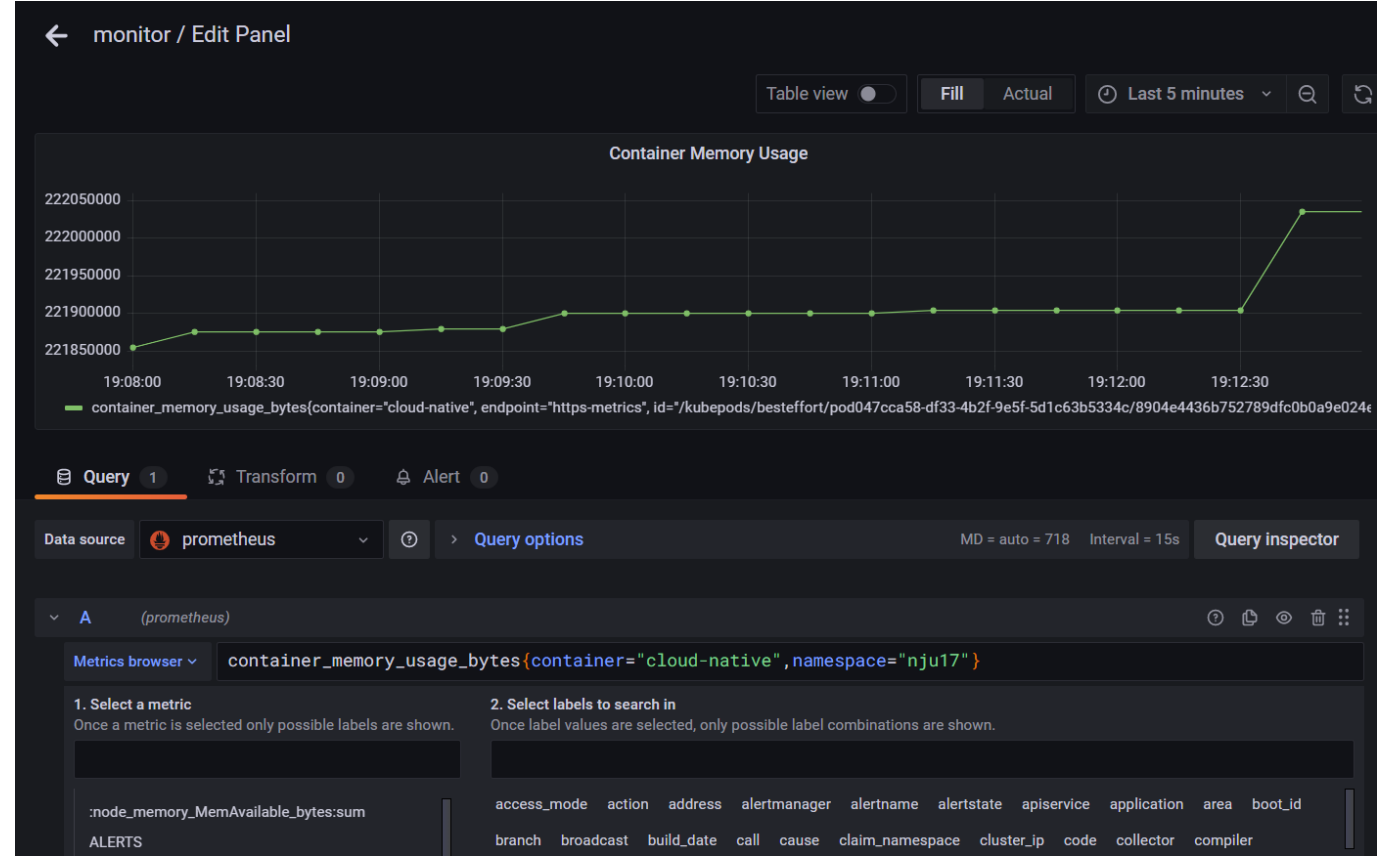 monitor / Edit Panel
Table view Fill Actual Last 5 minutes
Container Memory Usage
222050000
222000000
221950000
221900000
221850000
19:08:00 19:08:30 19:09:00 19:09:30 19:10:00 19:10:30 19:11:00 19:11:30 19:12:00 19:12:30
container_memory_usage_bytes{container="cloud-native", endpoint="https-metrics", id="/kubepods/besteffort/pod047cca58-df33-4b2f-9e5f-5d1c63b5334c/8904e4436b752789dfc0b0a9e024e
Query 1 Transform 0 Alert 0
Data source prometheus > Query options MD = auto = 718 Interval = 15s Query inspector
A (prometheus)
Metrics browser container_memory_usage_bytes{container="cloud-native",namespace="nju17"}
1. Select a metric 2. Select labels to search in
Once a metric is selected only possible labels are shown. Once label values are selected, only possible label combinations are shown.
:node_memory_MemAvailable_bytes:sum access_mode action address alertmanager alertname alertstate apiservice application area boot_id
ALERTS branch broadcast build_date call cause claim_namespace cluster_ip code collector compiler